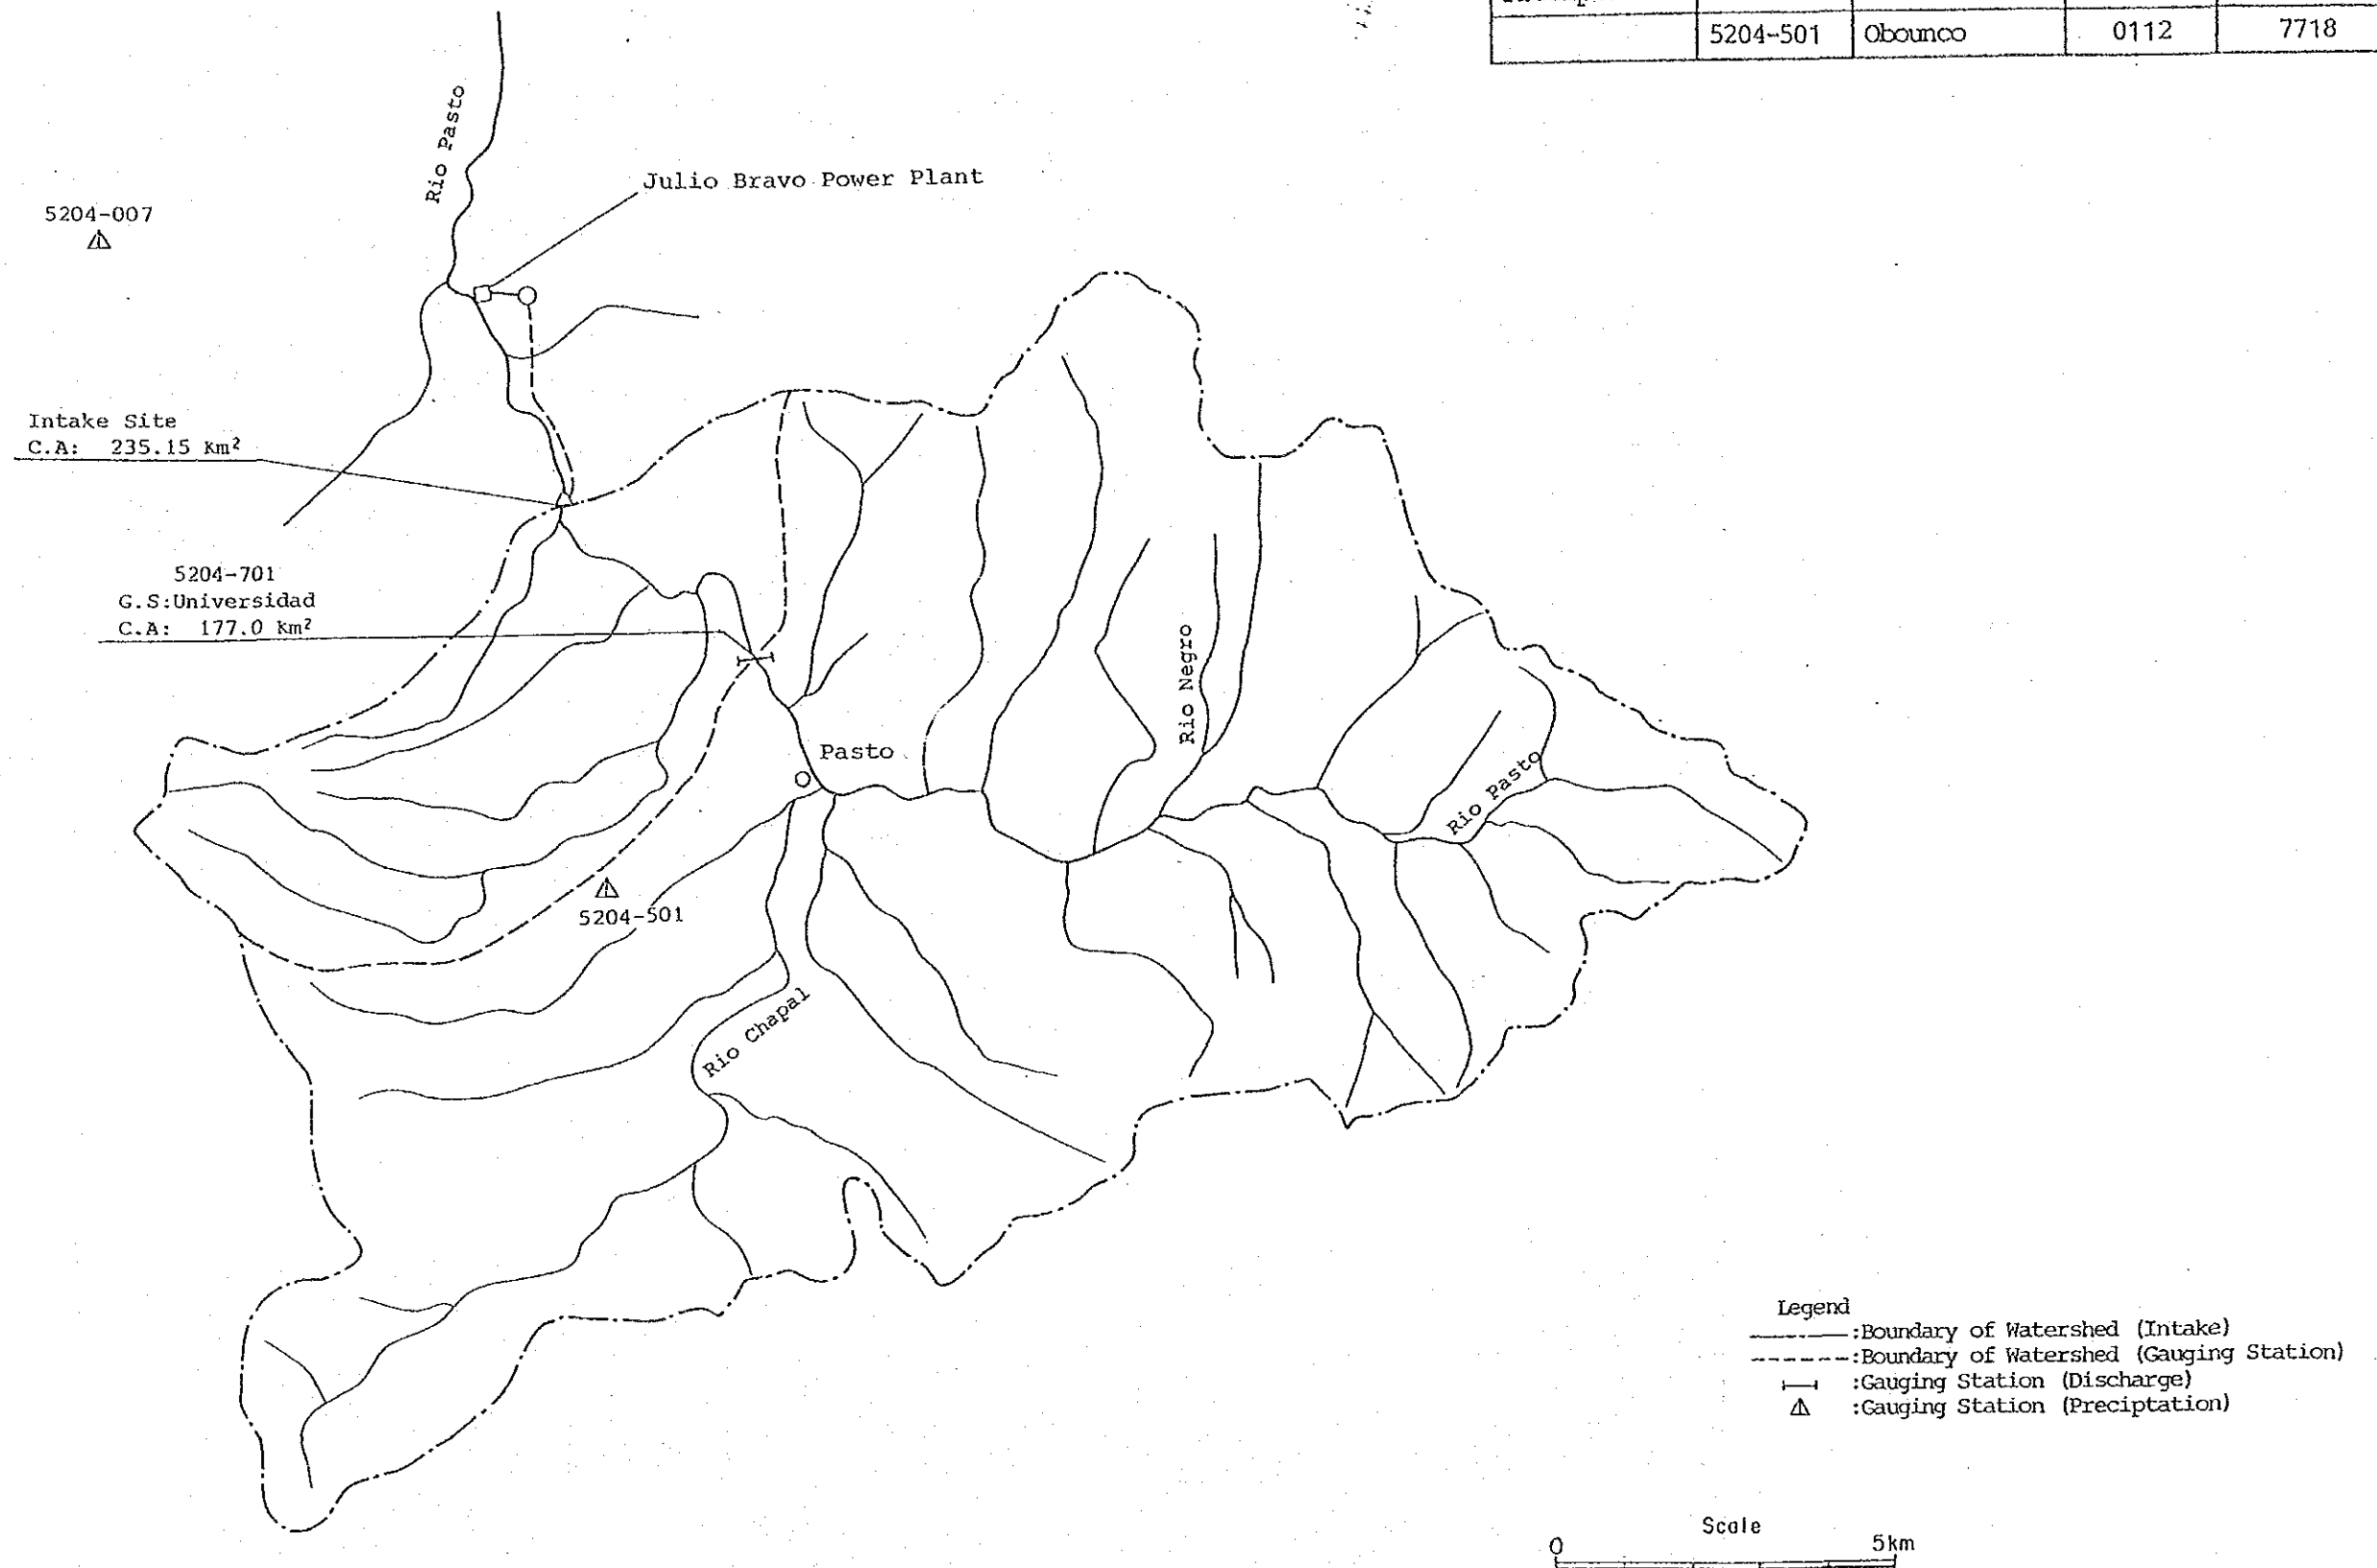 5204-501 Obounco 0112 7718
Rio Pasto
Julio Bravo Power Plant
5204-007
Intake Site
C.A: 235.15 Km²
5204-701
G.S:Universidad
C.A: 177.0 km²
Rio Negro
Pasto
Rio Pasto
5204-501
Rio Chapal
Legend
:Boundary of Watershed (Intake)
:Boundary of Watershed (Gauging Station)
:Gauging Station (Discharge)
:Gauging Station (Preciptation)
Scale
0 5km